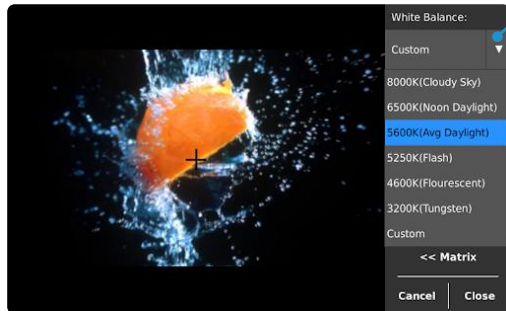 White Balance:
Custom ▼
8000K(Cloudy Sky)
6500K(Noon Daylight)
5600K(Avg Daylight)
5250K(Flash)
4600K(Flourescent)
3200K(Tungsten)
Custom
<< Matrix
Cancel Close